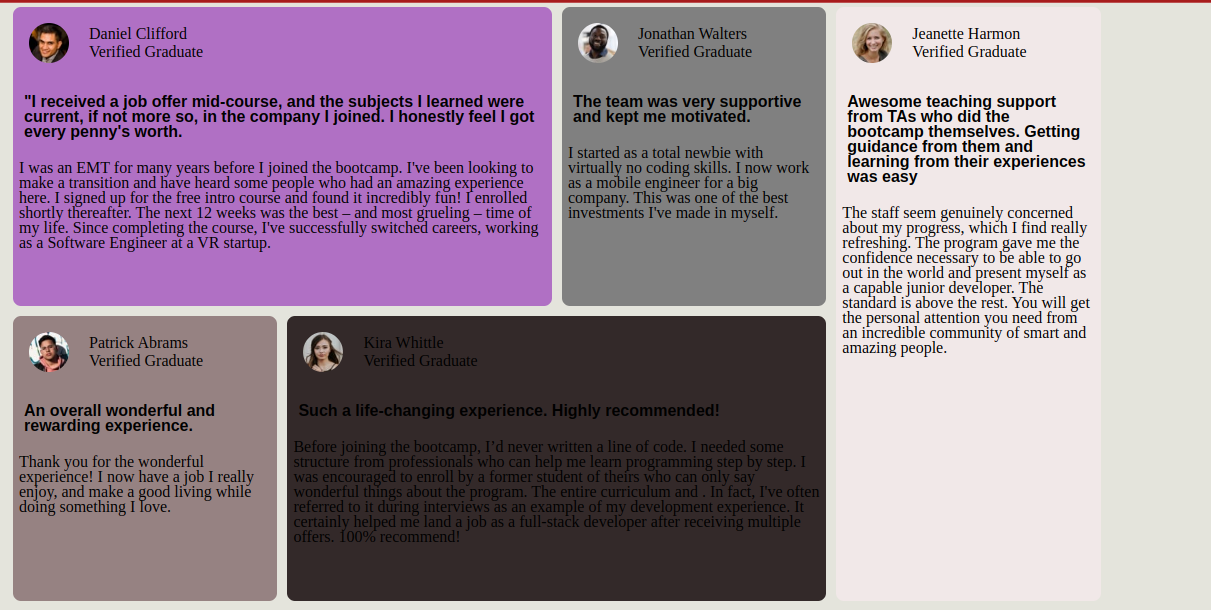 Daniel Clifford
Verified Graduate
"I received a job offer mid-course, and the subjects I learned were
current, if not more so, in the company I joined. I honestly feel I got
every penny's worth.
I was an EMT for many years before I joined the bootcamp. I've been looking to
make a transition and have heard some people who had an amazing experience
here. I signed up for the free intro course and found it incredibly fun! I enrolled
shortly thereafter. The next 12 weeks was the best – and most grueling – time of
my life. Since completing the course, I've successfully switched careers, working
as a Software Engineer at a VR startup.
Jonathan Walters
Verified Graduate
The team was very supportive
and kept me motivated.
I started as a total newbie with
virtually no coding skills. I now work
as a mobile engineer for a big
company. This was one of the best
investments I've made in myself.
Jeanette Harmon
Verified Graduate
Awesome teaching support
from TAs who did the
bootcamp themselves. Getting
guidance from them and
learning from their experiences
was easy
The staff seem genuinely concerned
about my progress, which I find really
refreshing. The program gave me the
confidence necessary to be able to go
out in the world and present myself as
a capable junior developer. The
standard is above the rest. You will get
the personal attention you need from
an incredible community of smart and
amazing people.
Patrick Abrams
Verified Graduate
An overall wonderful and
rewarding experience.
Thank you for the wonderful
experience! I now have a job I really
enjoy, and make a good living while
doing something I love.
Kira Whittle
Verified Graduate
Such a life-changing experience. Highly recommended!
Before joining the bootcamp, I’d never written a line of code. I needed some
structure from professionals who can help me learn programming step by step. I
was encouraged to enroll by a former student of theirs who can only say
wonderful things about the program. The entire curriculum and . In fact, I've often
referred to it during interviews as an example of my development experience. It
certainly helped me land a job as a full-stack developer after receiving multiple
offers. 100% recommend!